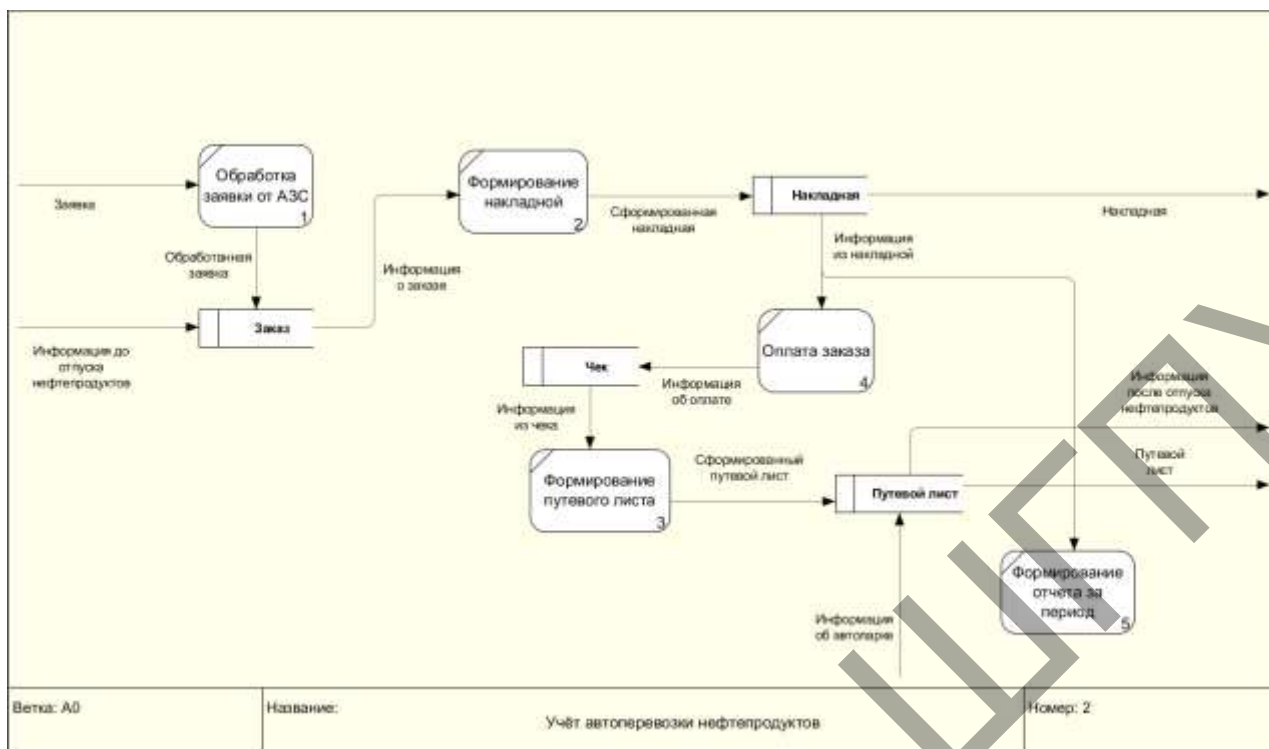 Обработка
заявки от АЗС
1
Заявка
Формирование
накладной
2
Сформированная
накладная
Накладная
Накладная
Информация
из накладной
Обработанная
заявка
Информация
о заказе
Заказ
Информация до
отпуска
нефтепродуктов
Оплата заказа
4
Чек
Информация
об оплате
Информация
из чека
Информация
после отпуска
нефтепродуктов
Формирование
путевого листа
3
Сформированный
путевой лист
Путевой лист
Путевой
лист
Формирование
отчета за
период
5
Информация
об автопарке
Ветка: А0
Название:
Учёт автоперевозки нефтепродуктов
Номер: 2